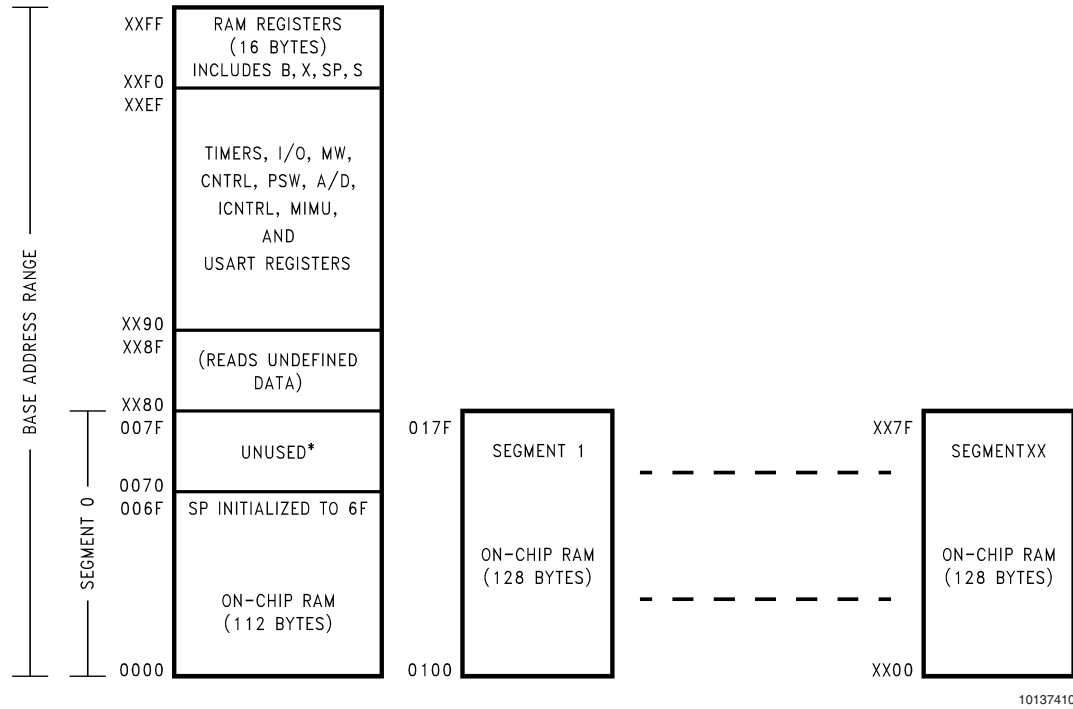 XXFF
RAM REGISTERS
(16 BYTES)
INCLUDES B, X, SP, S
XXF0
XXEF
TIMERS, I/O, MW,
CNTRL, PSW, A/D,
ICNTRL, MIMU,
AND
USART REGISTERS
XX90
XX8F
(READS UNDEFINED
DATA)
XX80
BASE ADDRESS RANGE
SEGMENT 0
007F
UNUSED*
0070
006F
SP INITIALIZED TO 6F
ON-CHIP RAM
(112 BYTES)
0000
017F
SEGMENT 1
ON-CHIP RAM
(128 BYTES)
0100
XX7F
SEGMENT XX
ON-CHIP RAM
(128 BYTES)
XX00
10137410